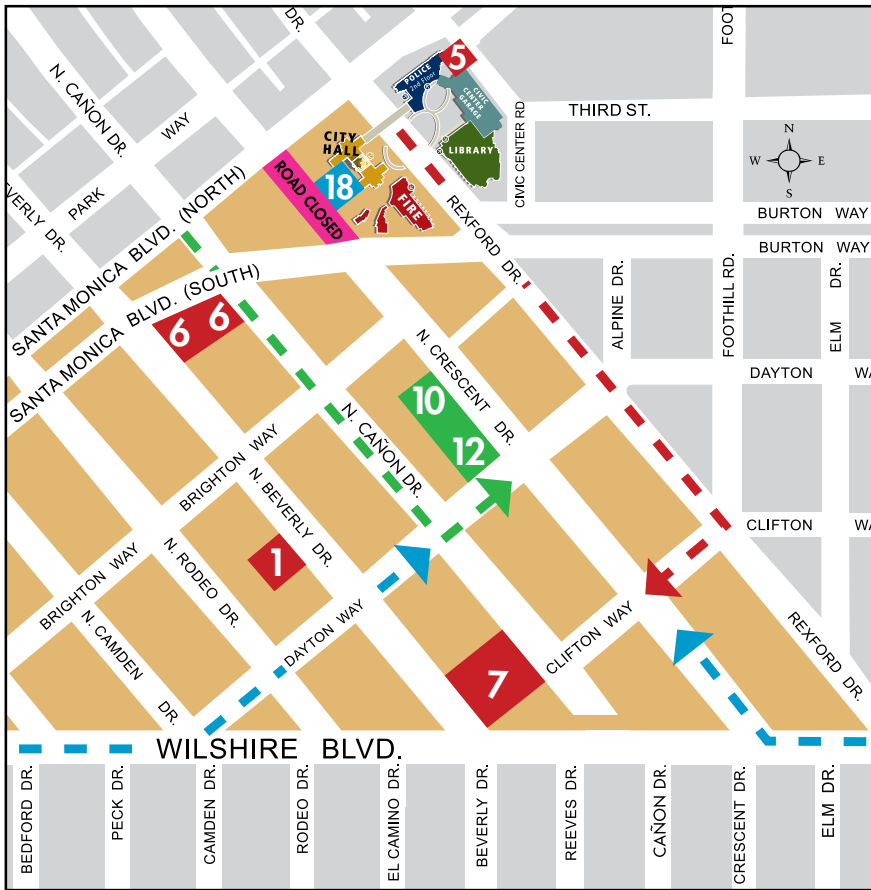 FOOT
N. CAÑON DR.
WAY
PARK
EVERLY DR.
POLICE
2nd Floor
5
CIVIC
CENTER
GARAGE
CITY
HALL
LIBRARY
CIVIC CENTER RD
THIRD ST.
N
W E
S
ROAD CLOSED
18
FIRE
REXFORD DR.
BURTON WAY
BURTON WAY
SANTA MONICA BLVD. (NORTH)
SANTA MONICA BLVD. (SOUTH)
6 6
ALPINE DR.
FOOTHILL RD.
ELM DR.
DAYTON WA
N. CRESCENT DR.
10
12
N. CAÑON DR.
BRIGHTON WAY
N. BEVERLY DR.
CLIFTON WA
1
BRIGHTON WAY
N. RODEO DR.
N. CAMDEN DR.
DAYTON WAY
7
CLIFTON WAY
REXFORD DR.
WILSHIRE BLVD.
BEDFORD DR.
PECK DR.
CAMDEN DR.
RODEO DR.
EL CAMINO DR.
BEVERLY DR.
REEVES DR.
CAÑON DR.
CRESCENT DR.
ELM DR.